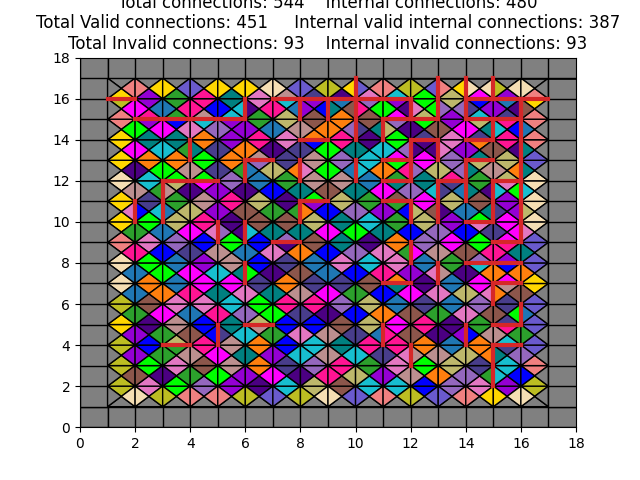 Total connections: 544    Internal connections: 480
Total Valid connections: 451    Internal valid internal connections: 387
Total Invalid connections: 93    Internal invalid connections: 93
18
16
14
12
10
8
6
4
2
0
0 2 4 6 8 10 12 14 16 18